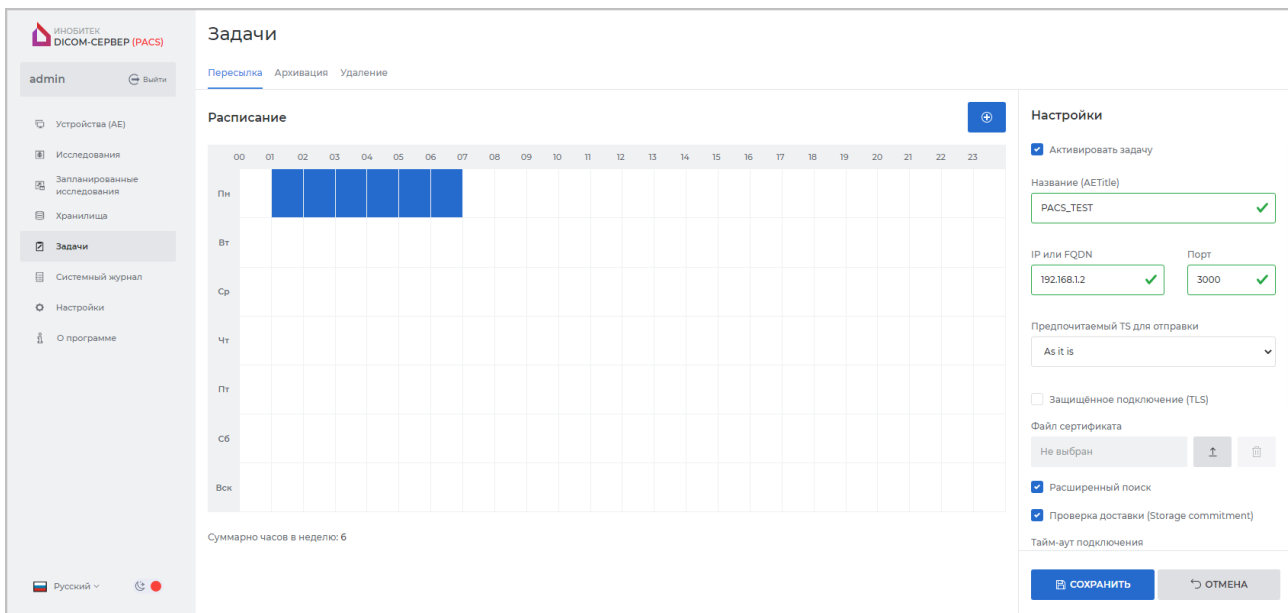 ИНОБИТЕК
DICOM-СЕРВЕР (PACS)
admin
Выйти
Устройства (AE)
Исследования
Запланированные
исследования
Хранилища
Задачи
Системный журнал
Настройки
О программе
Русский
Задачи
Пересылка Архивация Удаление
Расписание
00 01 02 03 04 05 06 07 08 09 10 11 12 13 14 15 16 17 18 19 20 21 22 23
Пн
Вт
Ср
Чт
Пт
Сб
Вск
Суммарно часов в неделю: 6
Настройки
Активировать задачу
Название (AETitle)
PACS_TEST
IP или FQDN Порт
192.168.1.2 3000
Предпочитаемый TS для отправки
As it is
Защищённое подключение (TLS)
Файл сертификата
Не выбран
Расширенный поиск
Проверка доставки (Storage commitment)
Тайм-аут подключения
СОХРАНИТЬ ОТМЕНА